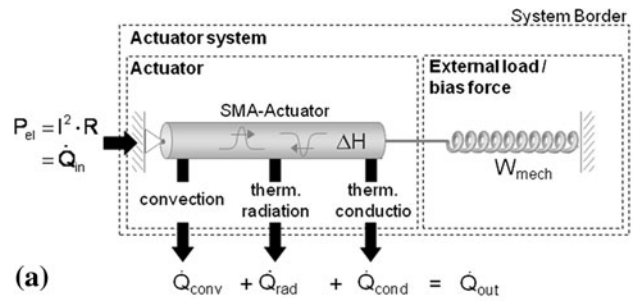 System Border
Actuator system
Actuator
External load /
bias force
SMA-Actuator
P_el = I² · R
= Q̇_in
ΔH
W_mech
convection
therm.
radiation
therm.
conductio
(a)
Q̇_conv + Q̇_rad + Q̇_cond = Q̇_out